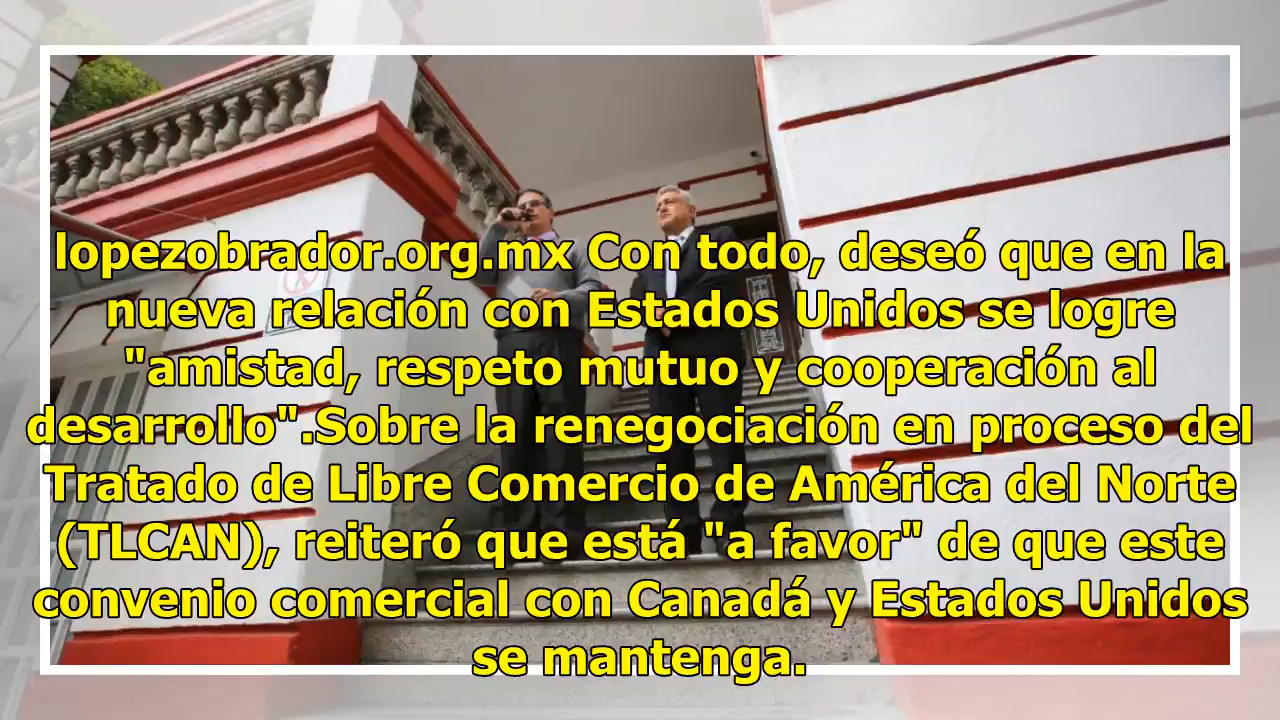 lopezobrador.org.mx Con todo, deseó que en la
nueva relación con Estados Unidos se logre
"amistad, respeto mutuo y cooperación al
desarrollo".Sobre la renegociación en proceso del
Tratado de Libre Comercio de América del Norte
(TLCAN), reiteró que está "a favor" de que este
convenio comercial con Canadá y Estados Unidos
se mantenga.